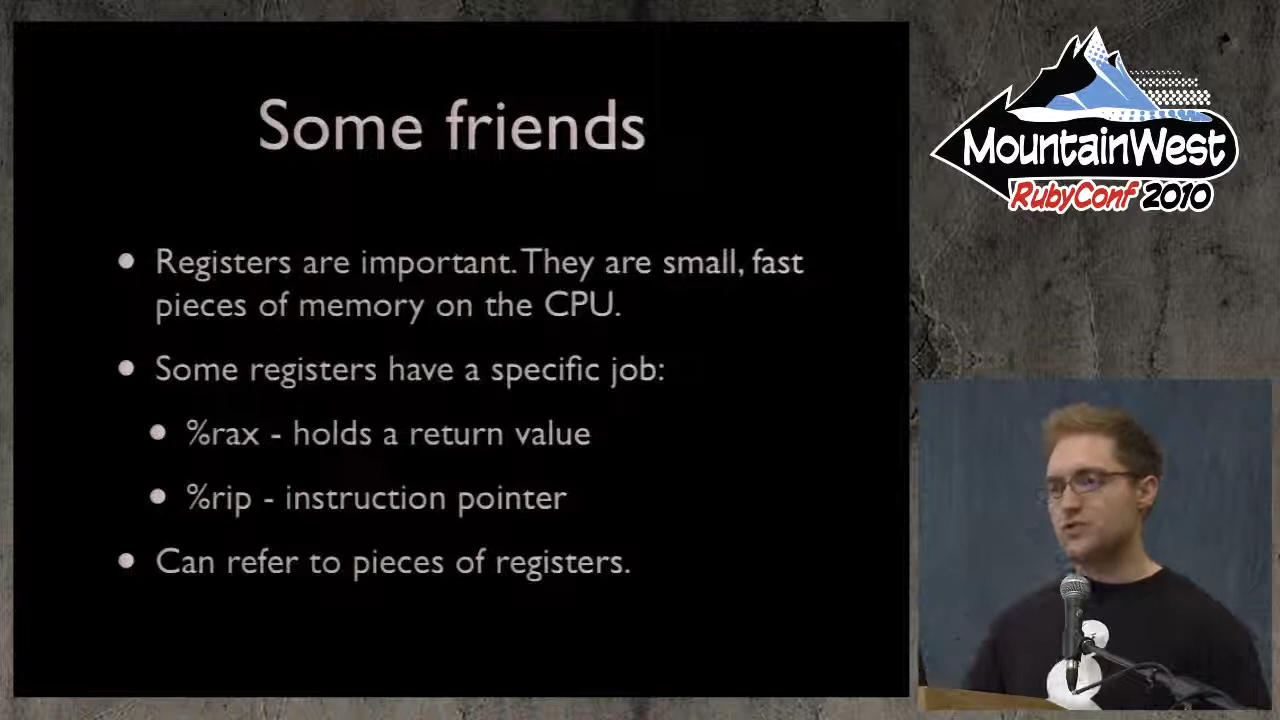 Some friends
• Registers are important. They are small, fast
pieces of memory on the CPU.
• Some registers have a specific job:
• %rax - holds a return value
• %rip - instruction pointer
• Can refer to pieces of registers.
MountainWest
RubyConf 2010